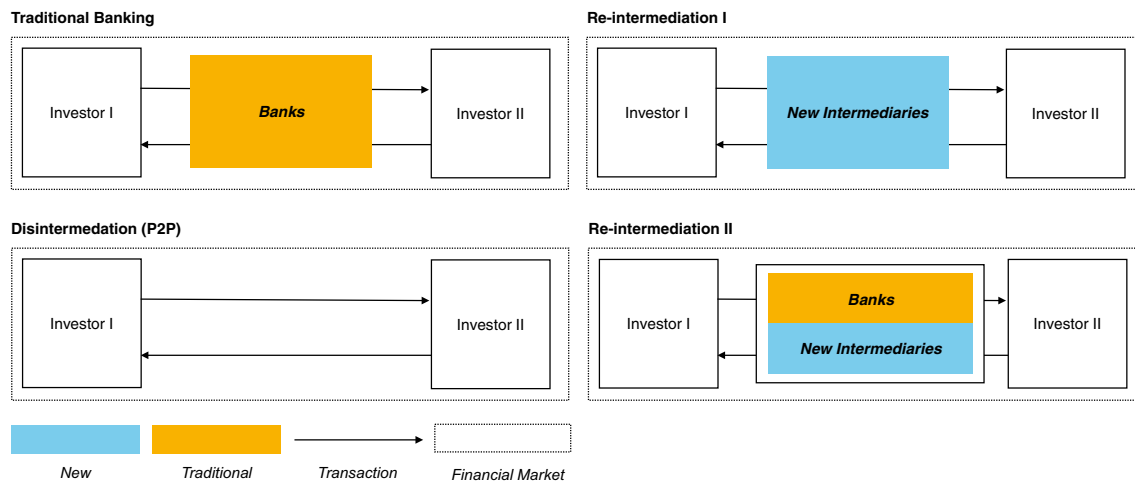 Traditional Banking
Investor I
Banks
Investor II
Re-intermediation I
Investor I
New Intermediaries
Investor II
Disintermedation (P2P)
Investor I
Investor II
Re-intermediation II
Investor I
Banks
New Intermediaries
Investor II
New
Traditional
Transaction
Financial Market